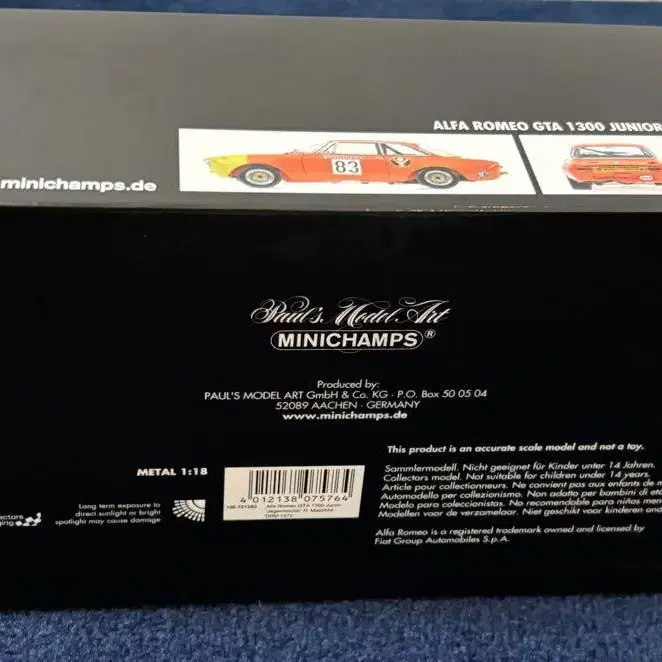 ALFA ROMEO GTA 1300 JUNIOR
83
minichamps.de
Paul's Model Art
MINICHAMPS®
Produced by:
PAUL'S MODEL ART GmbH & Co. KG · P.O. Box 50 05 04
52089 AACHEN · GERMANY
www.minichamps.de
This product is an accurate scale model and not a toy.
METAL 1:18
4 012138 075764
Alfa Romeo GTA 1300 Junior
Sammlermodell. Nicht geeignet für Kinder unter 14 Jahren.
Collectors model. Not suitable for children under 14 years.
Article pour collectionneurs. Ne convient pas aux enfants de m
Automodello per collezionismo. Non adatto per bambini di et
Modelo para coleccionistas. No recomendable para niños men
Modellen voor de verzamelaar. Niet geschikt voor kinderen ond
Long term exposure to
direct sunlight or bright
spotlight may cause damage
Alfa Romeo is a registered trademark owned and licensed by
Fiat Group Automobiles S.p.A.